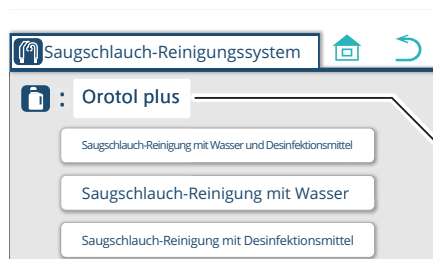 Saugschlauch-Reinigungssystem
: Orotol plus
Saugschlauch-Reinigung mit Wasser und Desinfektionsmittel
Saugschlauch-Reinigung mit Wasser
Saugschlauch-Reinigung mit Desinfektionsmittel